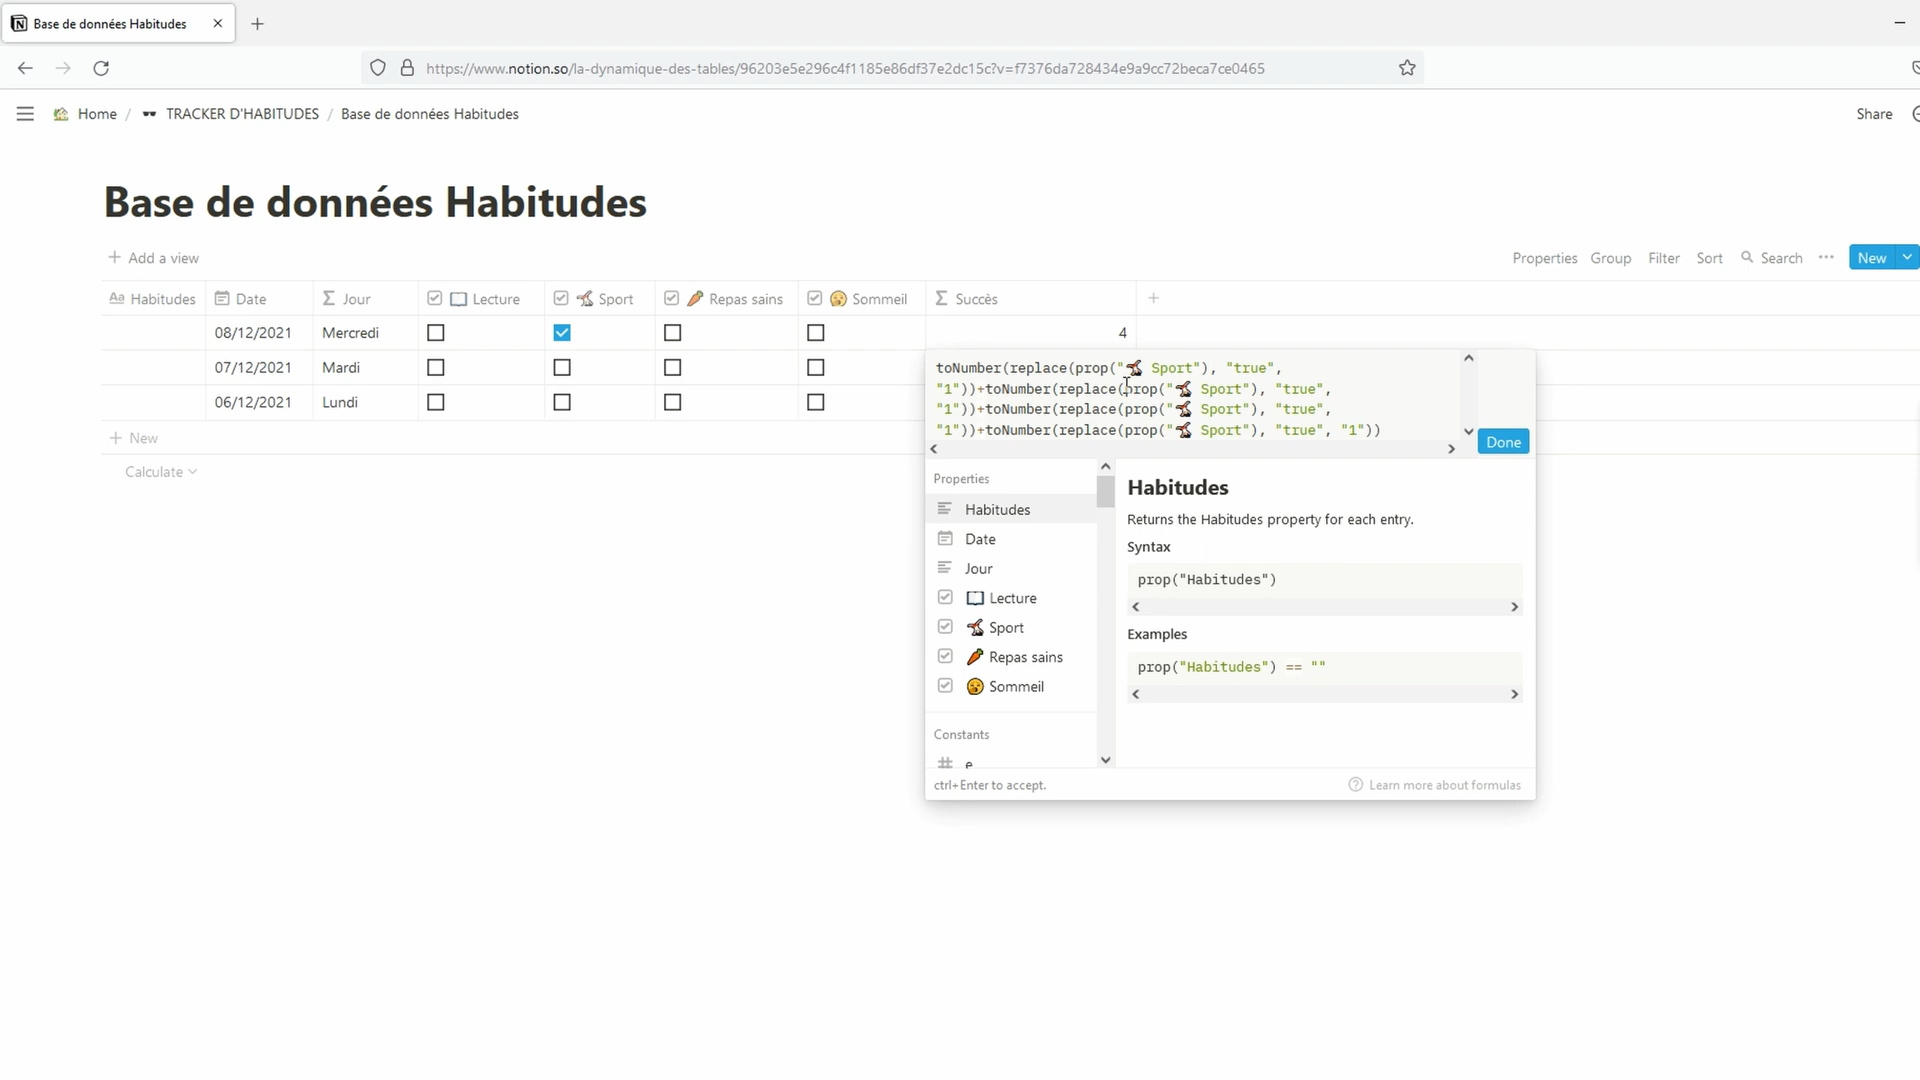 Base de données Habitudes
https://www.notion.so/la-dynamique-des-tables/96203e5e296c4f1185e86df37e2dc15c?v=f7376da728434e9a9cc72beca7ce0465
Home / TRACKER D'HABITUDES / Base de données Habitudes
Share
Base de données Habitudes
Add a view
Properties Group Filter Sort Search New
Aa Habitudes Date Σ Jour Lecture Sport Repas sains Sommeil Σ Succès
08/12/2021 Mercredi 4
07/12/2021 Mardi
06/12/2021 Lundi
New
Calculate
toNumber(replace(prop("🤸 Sport"), "true",
"1"))+toNumber(replace(prop("🤸 Sport"), "true",
"1"))+toNumber(replace(prop("🤸 Sport"), "true",
"1"))+toNumber(replace(prop("🤸 Sport"), "true", "1"))
Done
Properties
Habitudes
Date
Jour
Lecture
Sport
Repas sains
Sommeil
Constants
e
Habitudes
Returns the Habitudes property for each entry.
Syntax
prop("Habitudes")
Examples
prop("Habitudes") == ""
ctrl+Enter to accept.
Learn more about formulas